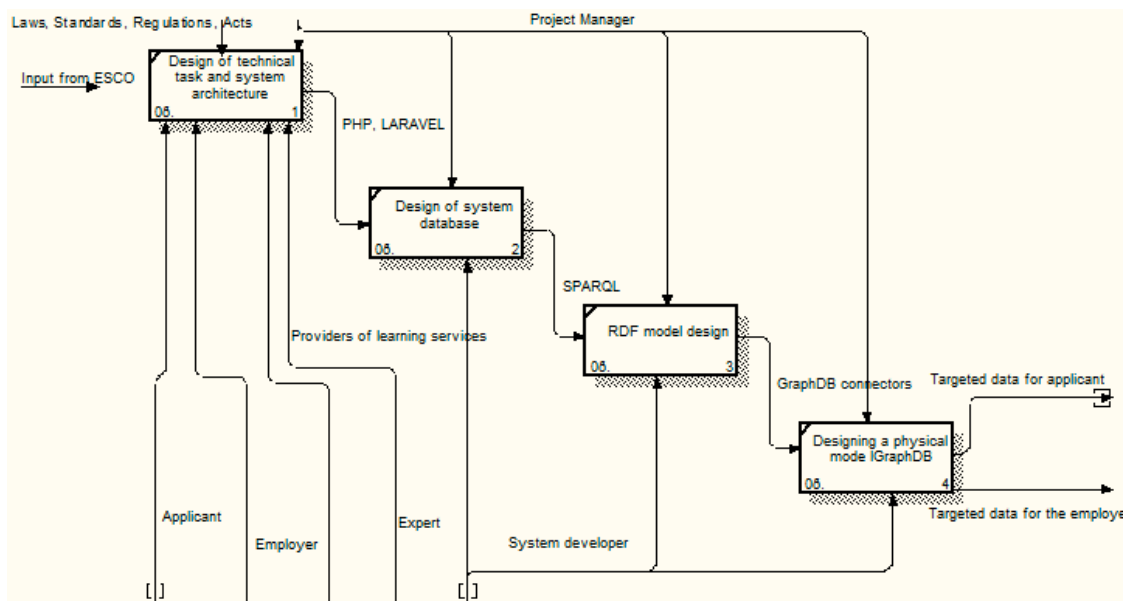 Laws, Standards, Regulations, Acts
Project Manager
Input from ESCO
Design of technical
task and system
architecture
0б.
1
PHP, LARAVEL
Design of system
database
0б.
2
SPARQL
Providers of learning services
RDF model design
0б.
3
GraphDB connectors
Targeted data for applicant
Designing a physical
mode lGraphDB
0б.
4
Targeted data for the employe
Applicant
Employer
Expert
System developer